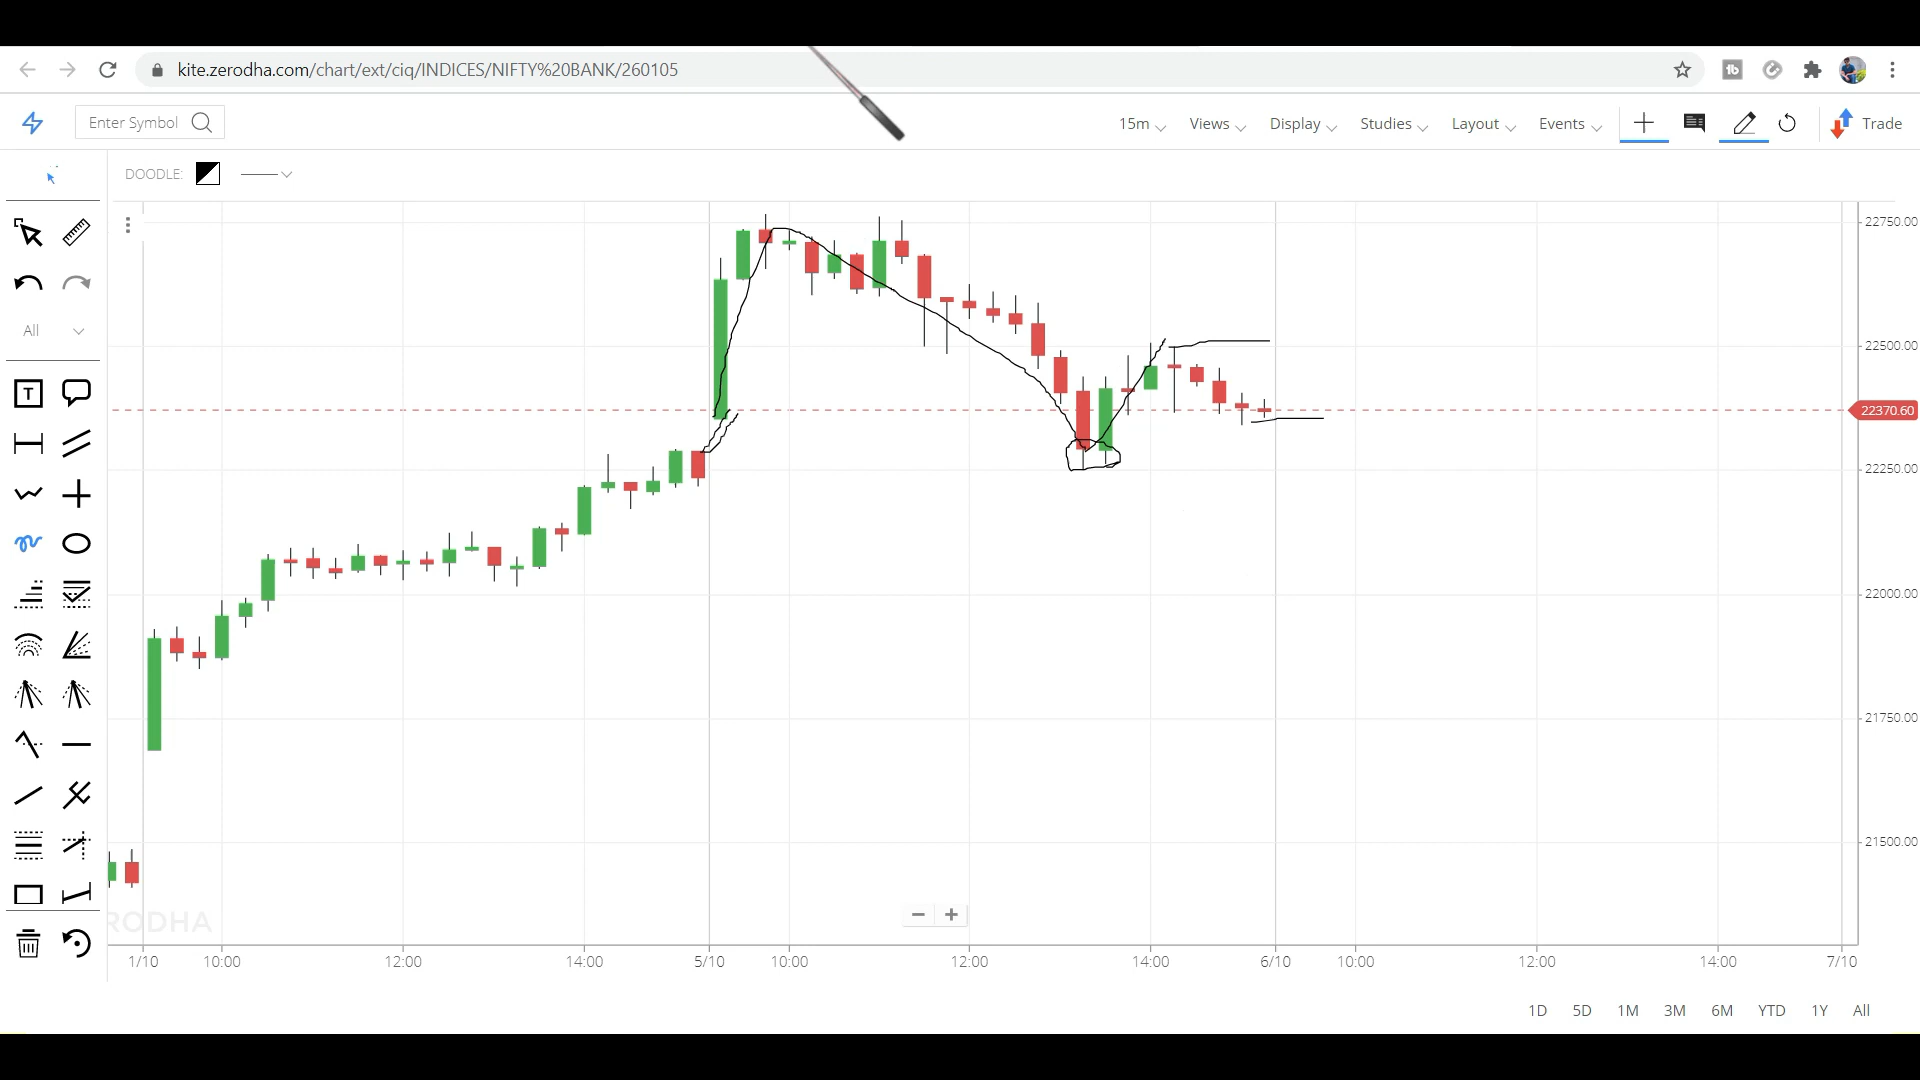 kite.zerodha.com/chart/ext/ciq/INDICES/NIFTY%20BANK/260105
Enter Symbol
15m Views Display Studies Layout Events Trade
DOODLE:
All
T
22750.00
22500.00
22370.60
22250.00
22000.00
21750.00
21500.00
RODHA
1/10 10:00 12:00 14:00 5/10 10:00 12:00 14:00 6/10 10:00 12:00 14:00 7/10
1D 5D 1M 3M 6M YTD 1Y All